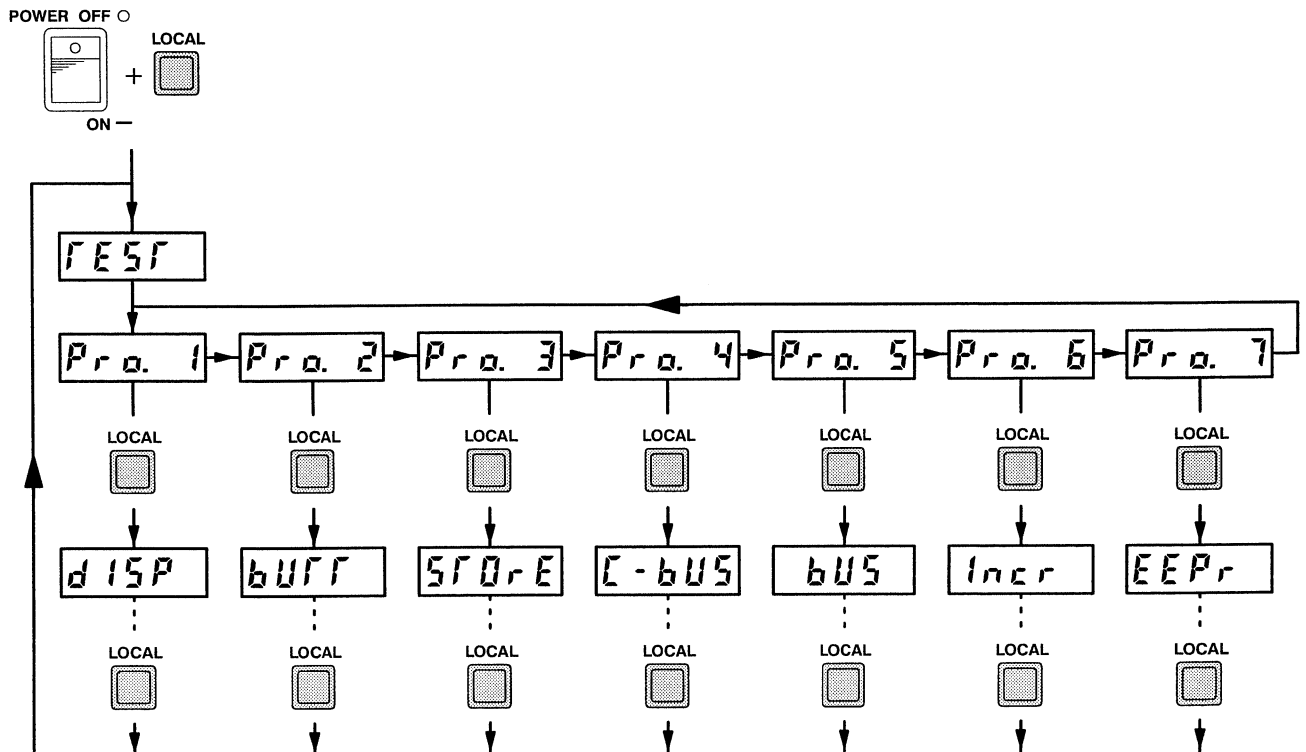 POWER OFF
LOCAL
+
ON
TEST
Pro. 1 Pro. 2 Pro. 3 Pro. 4 Pro. 5 Pro. 6 Pro. 7
LOCAL LOCAL LOCAL LOCAL LOCAL LOCAL LOCAL
dISP bUTT STOrE C-bUS bUS Incr EEPr
LOCAL LOCAL LOCAL LOCAL LOCAL LOCAL LOCAL